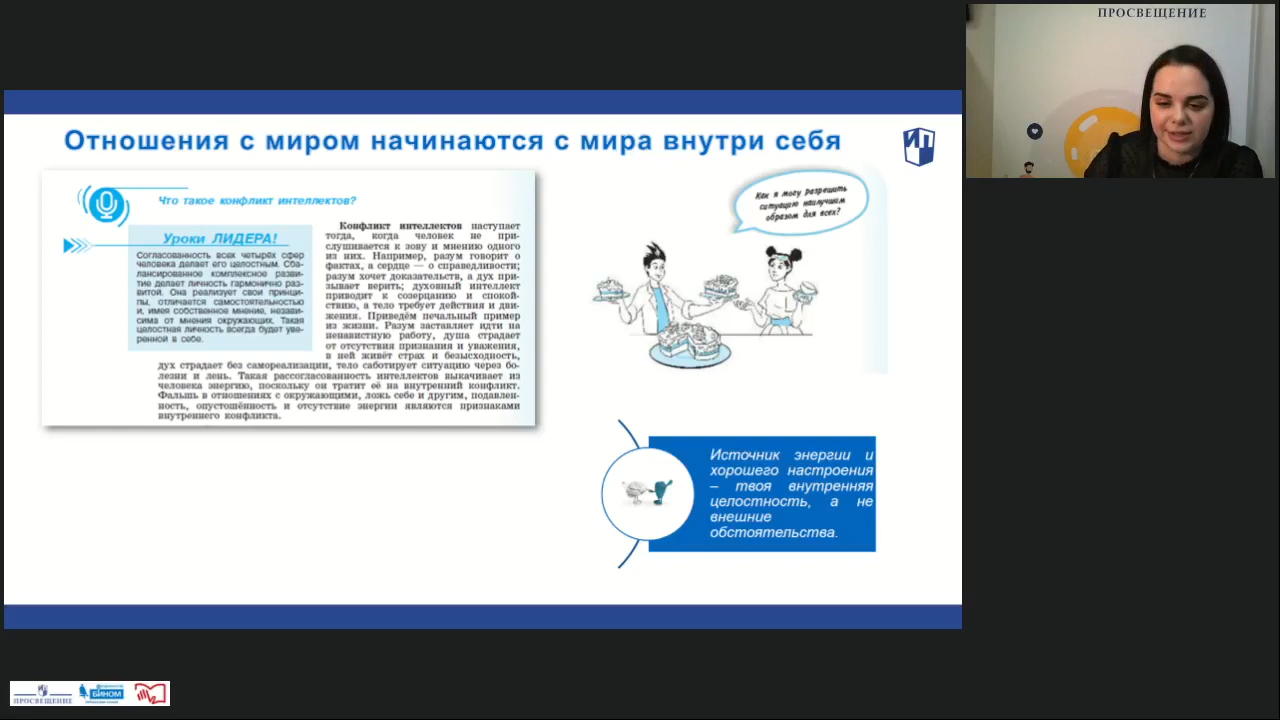 ПРОСВЕЩЕНИЕ
Отношения с миром начинаются с мира внутри себя
Что такое конфликт интеллектов?
Уроки ЛИДЕРА!
Согласованность всех четырёх сфер
человека делает его целостным. Сба-
лансированное комплексное разви-
тие делает личность гармонично раз-
витой. Она реализует свои принци-
пы, отличается самостоятельностью
и, имея собственное мнение, незави-
сима от мнения окружающих. Такая
целостная личность всегда будет уве-
ренной в себе.
Конфликт интеллектов наступает
тогда, когда человек не при-
слушивается к зову и мнению одного
из них. Например, разум говорит о
фактах, а сердце — о справедливости;
разум хочет доказательств, а дух при-
зывает верить; духовный интеллект
приводит к созерцанию и спокой-
ствию, а тело требует действия и дви-
жения. Приведём печальный пример
из жизни. Разум заставляет идти на
ненавистную работу, душа страдает
от отсутствия признания и уважения,
в ней живёт страх и безысходность,
дух страдает без самореализации, тело саботирует ситуацию через бо-
лезни и лень. Такая рассогласованность интеллектов выкачивает из
человека энергию, поскольку он тратит её на внутренний конфликт.
Фальшь в отношениях с окружающими, ложь себе и другим, подавлен-
ность, опустошённость и отсутствие энергии являются признаками
внутреннего конфликта.
Как я могу разрешить
ситуацию наилучшим
образом для всех?
Источник энергии и
хорошего настроения
– твоя внутренняя
целостность, а не
внешние
обстоятельства.
ПРОСВЕЩЕНИЕ
БИНОМ